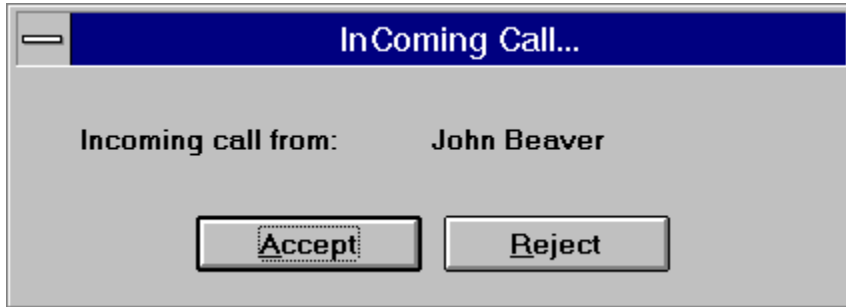 InComing Call...
Incoming call from: John Beaver
Accept Reject